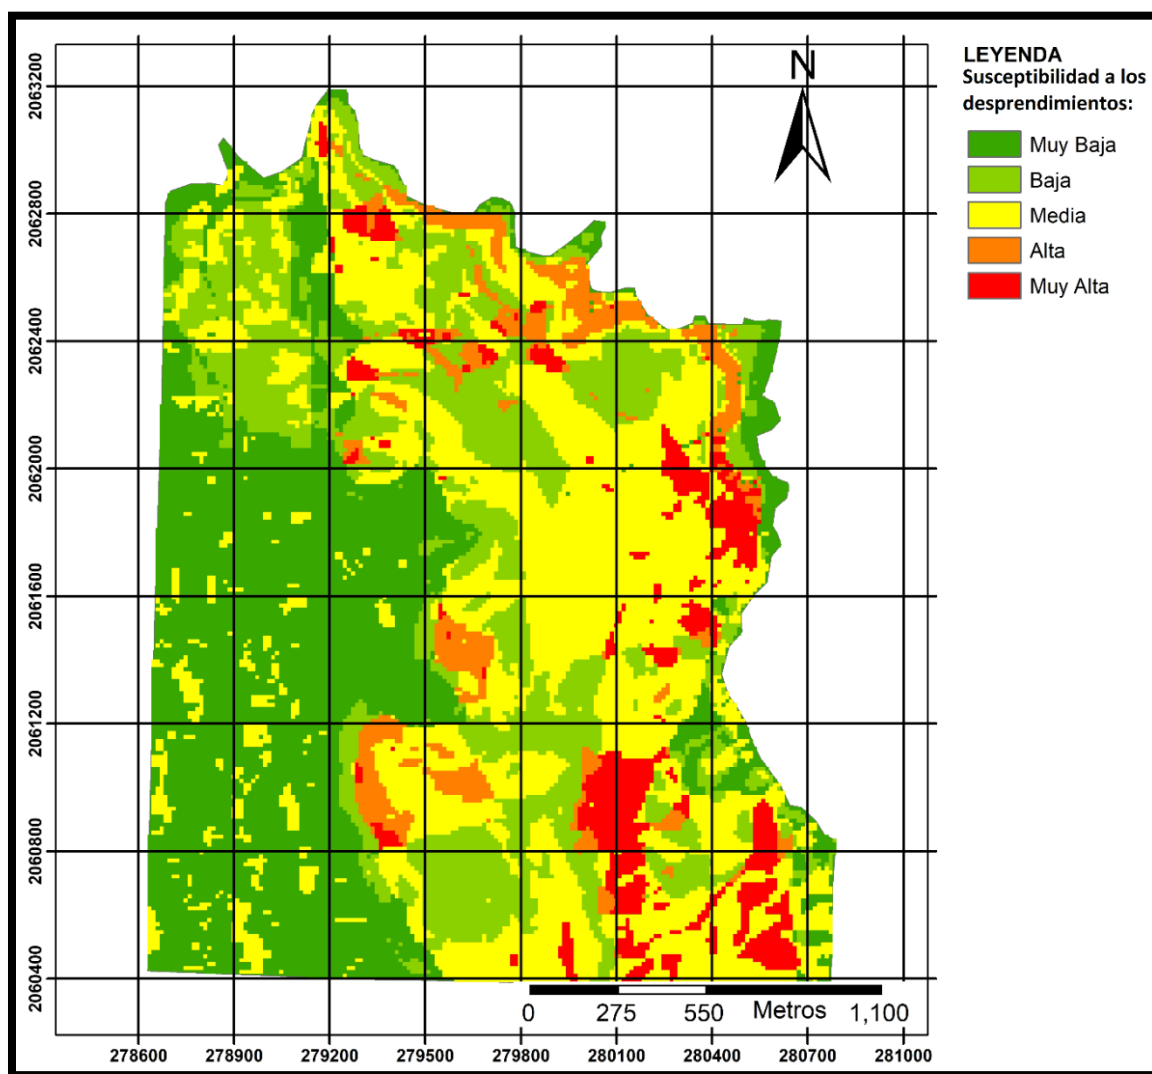 LEYENDA
Susceptibilidad a los
desprendimientos:
Muy Baja
Baja
Media
Alta
Muy Alta
N
2063200
2062800
2062400
2062000
2061600
2061200
2060800
2060400
0 275 550 Metros 1,100
278600 278900 279200 279500 279800 280100 280400 280700 281000